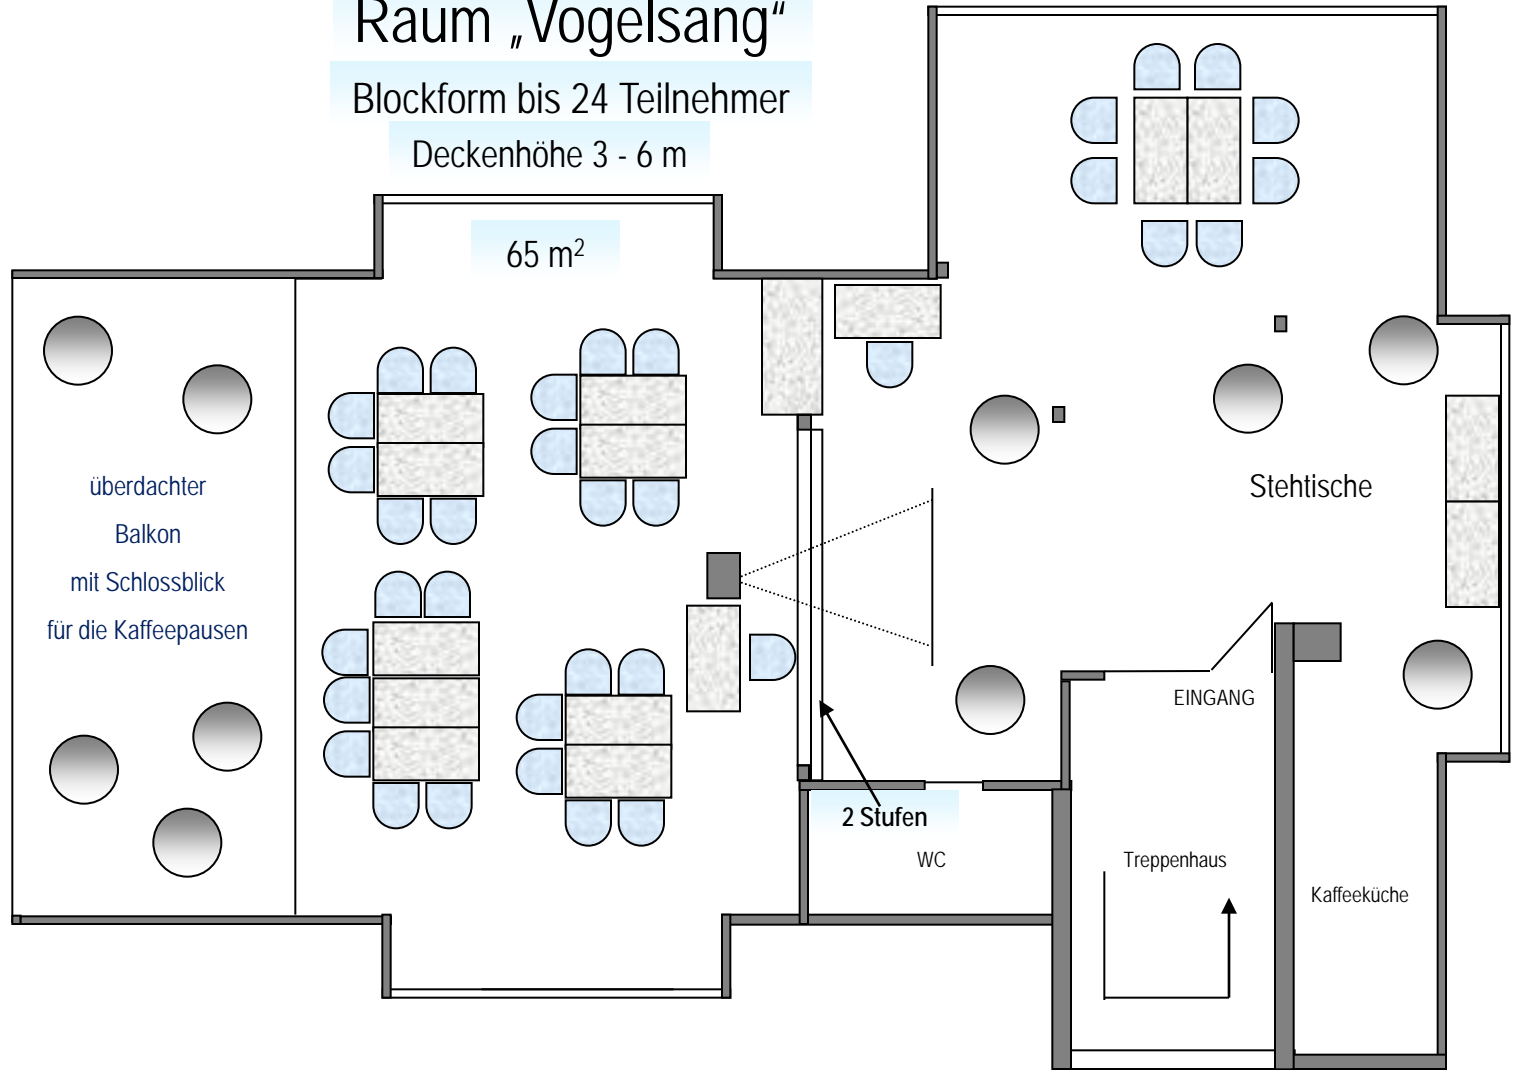 Raum „Vogelsang“
Blockform bis 24 Teilnehmer
Deckenhöhe 3 - 6 m
65 m²
überdachter
Balkon
mit Schlossblick
für die Kaffeepausen
Stehtische
EINGANG
2 Stufen
WC
Treppenhaus
Kaffeeküche